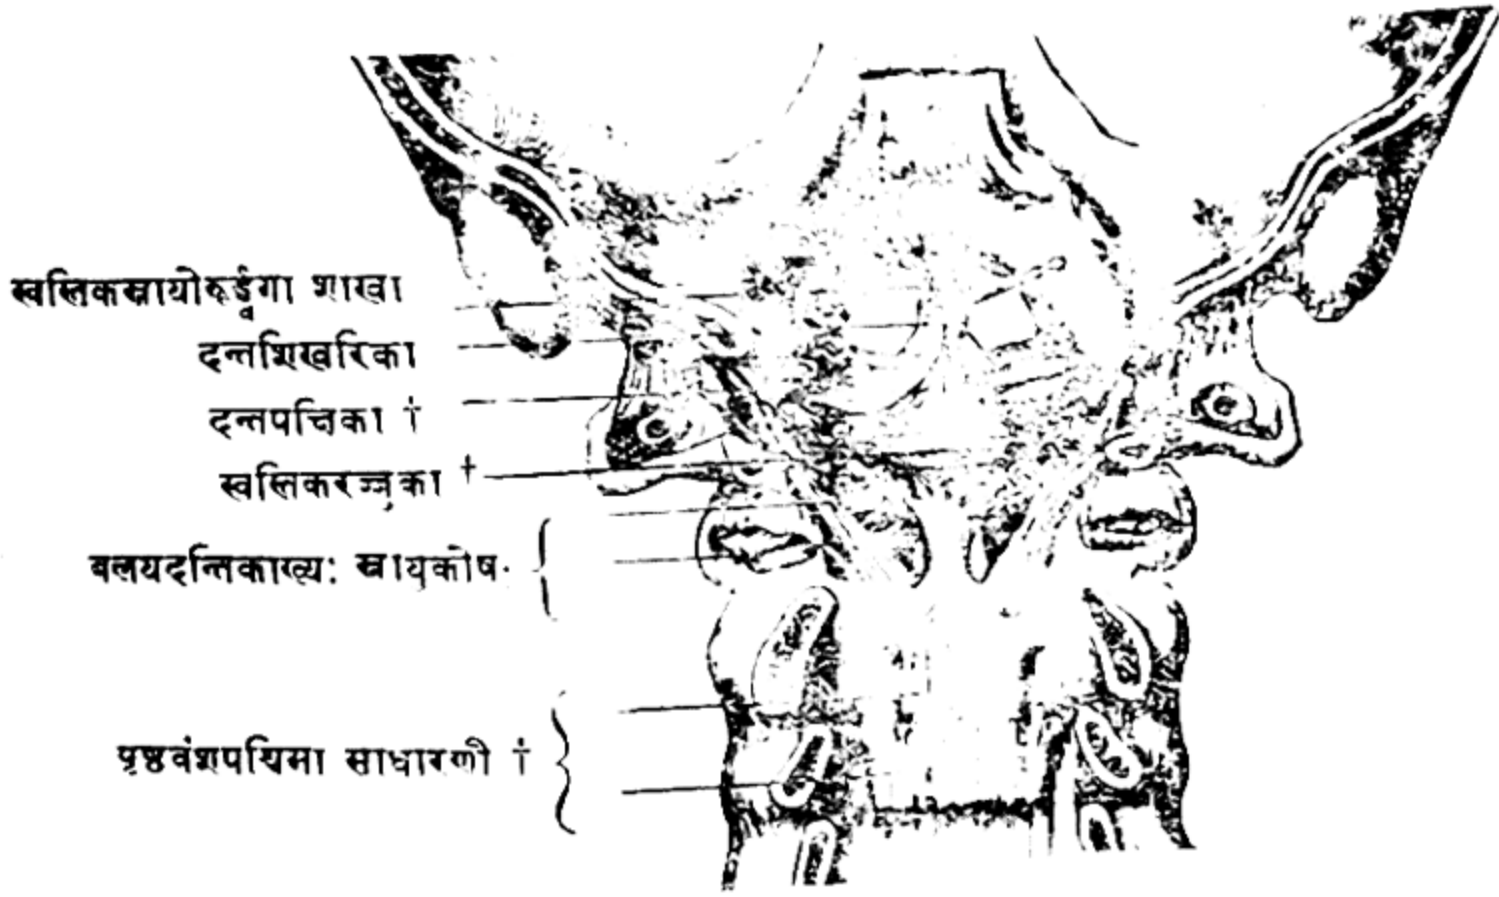 स्वस्तिकस्नायोरूर्द्ध्वगा शाखा
दन्तशिखरिका
दन्तपत्त्रिका †
स्वस्तिकरज्जुका †
वलयदन्तिकाख्यः स्नायुकोष.
पृष्ठवंशपश्चिमा साधारणी †